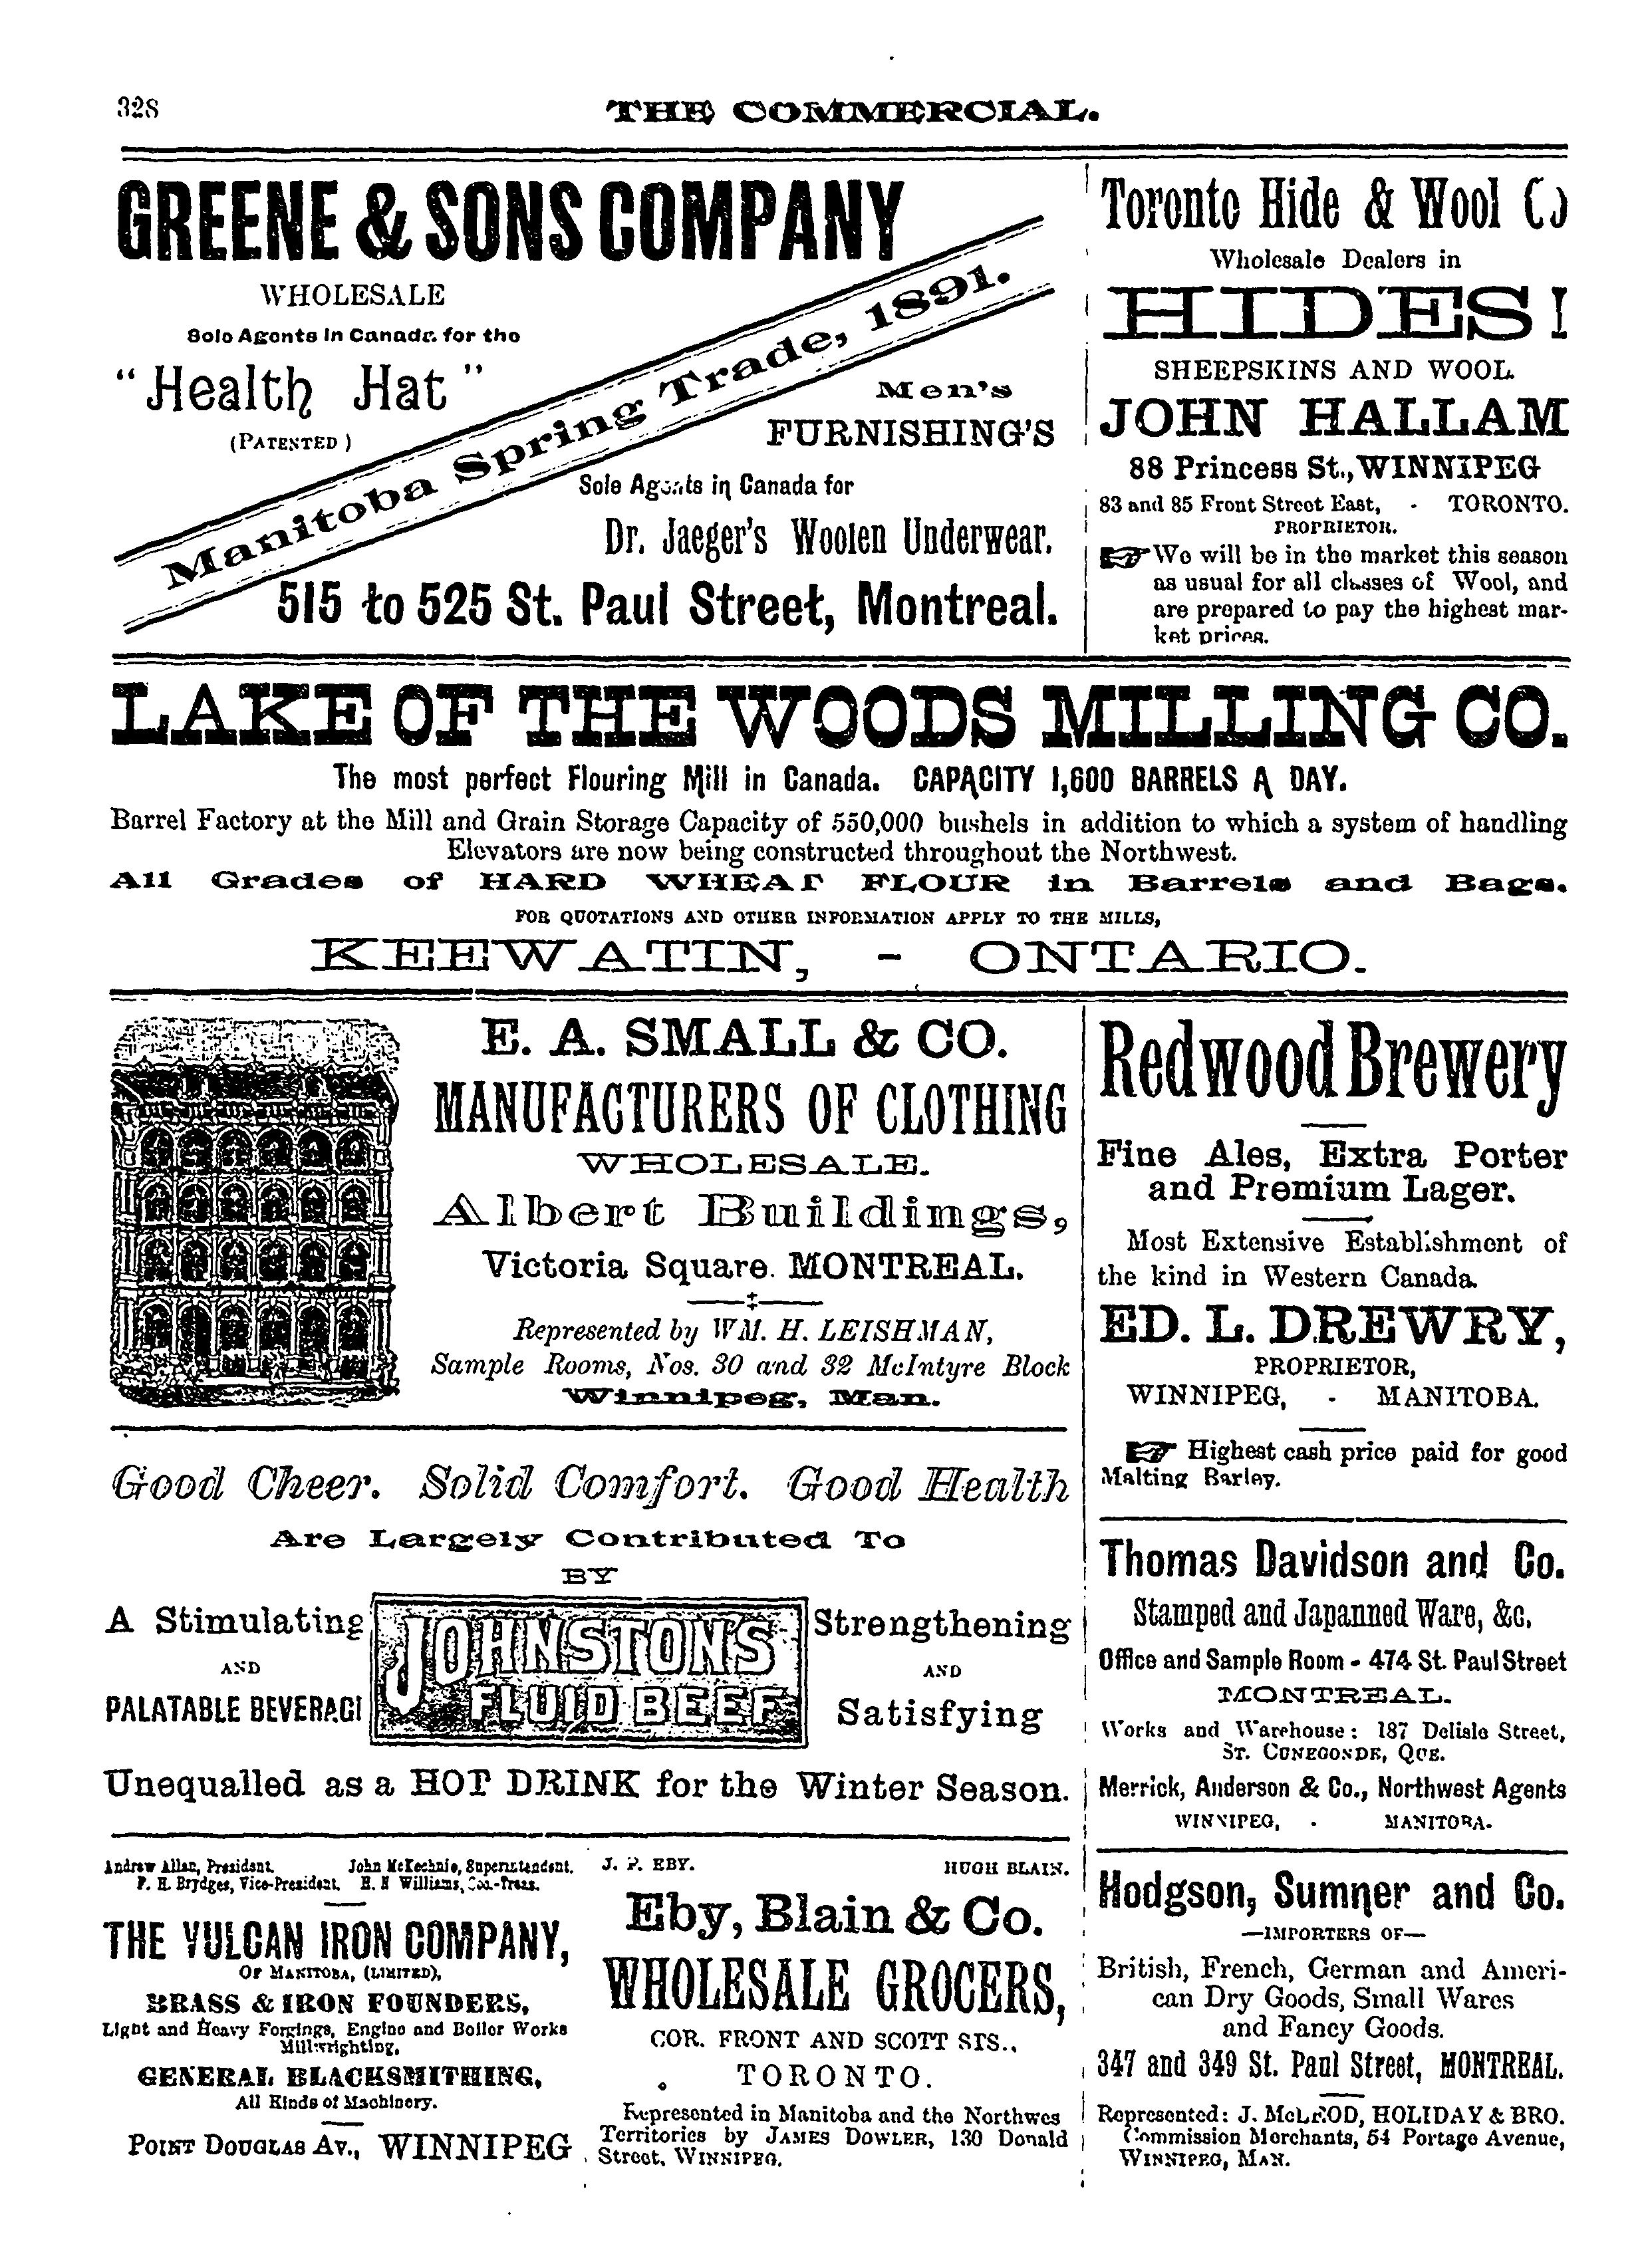 328
THE COMMERCIAL.
GREENE & SONS COMPANY
WHOLESALE
Sole Agents in Canada for the
"Health Hat"
(PATENTED)
Manitoba Spring Trade, 1891.
Men's
FURNISHING'S
Sole Agents in Canada for
Dr. Jaeger's Woolen Underwear.
515 to 525 St. Paul Street, Montreal.
Toronto Hide & Wool Co
Wholesale Dealers in
HIDES!
SHEEPSKINS AND WOOL.
JOHN HALLAM
88 Princess St., WINNIPEG
83 and 85 Front Street East, - TORONTO.
PROPRIETOR.
We will be in the market this season
as usual for all classes of Wool, and
are prepared to pay the highest mar-
ket prices.
LAKE OF THE WOODS MILLING CO.
The most perfect Flouring Mill in Canada. CAPACITY 1,600 BARRELS A DAY.
Barrel Factory at the Mill and Grain Storage Capacity of 550,000 bushels in addition to which a system of handling
Elevators are now being constructed throughout the Northwest.
All Grades of HARD WHEAT FLOUR in Barrels and Bags.
FOR QUOTATIONS AND OTHER INFORMATION APPLY TO THE MILLS,
KEEWATIN, - ONTARIO.
E. A. SMALL & CO.
MANUFACTURERS OF CLOTHING
WHOLESALE.
Albert Buildings,
Victoria Square. MONTREAL.
Represented by WM. H. LEISHMAN,
Sample Rooms, Nos. 30 and 32 McIntyre Block
Winnipeg, Man.
Redwood Brewery
Fine Ales, Extra Porter
and Premium Lager.
Most Extensive Establishment of
the kind in Western Canada.
ED. L. DREWRY,
PROPRIETOR,
WINNIPEG, - MANITOBA.
Highest cash price paid for good
Malting Barley.
Good Cheer. Solid Comfort. Good Health
Are Largely Contributed To
BY
A Stimulating
AND
PALATABLE BEVERAGE
JOHNSTON'S
FLUID BEEF
Strengthening
AND
Satisfying
Unequalled as a HOT DRINK for the Winter Season.
Thomas Davidson and Co.
Stamped and Japanned Ware, &c.
Office and Sample Room - 474 St. Paul Street
MONTREAL.
Works and Warehouse: 187 Delisle Street,
ST. CUNEGONDE, QUE.
Merrick, Anderson & Co., Northwest Agents
WINNIPEG, - MANITOBA.
Andrew Allan, President. John McKechnie, Superintendent.
F. H. Brydges, Vice-President. H. N Williams, Sec.-Treas.
THE VULCAN IRON COMPANY,
OF MANITOBA, (LIMITED),
BRASS & IRON FOUNDERS,
Light and Heavy Forgings, Engine and Boiler Works
Millwrighting,
GENERAL BLACKSMITHING,
All Kinds of Machinery.
POINT DOUGLAS AV., WINNIPEG
J. P. EBY. HUGH BLAIN.
Eby, Blain & Co.
WHOLESALE GROCERS,
COR. FRONT AND SCOTT STS.,
TORONTO.
Represented in Manitoba and the Northwes
Territories by JAMES DOWLER, 130 Donald
Street, WINNIPEG.
Hodgson, Sumner and Co.
—IMPORTERS OF—
British, French, German and Ameri-
can Dry Goods, Small Wares
and Fancy Goods.
347 and 349 St. Paul Street, MONTREAL.
Represented: J. McLEOD, HOLIDAY & BRO.
Commission Merchants, 54 Portage Avenue,
WINNIPEG, MAN.